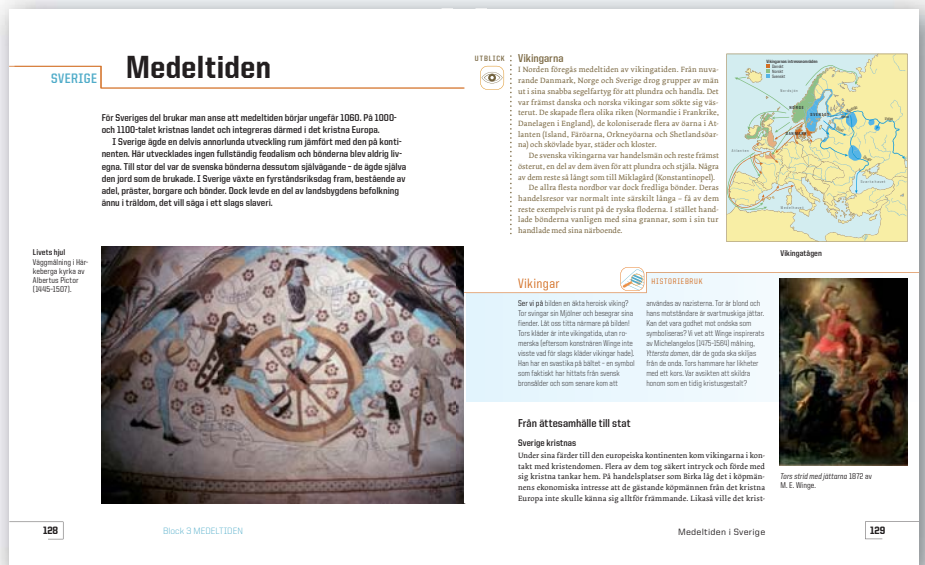 SVERIGE
Medeltiden
För Sveriges del brukar man anse att medeltiden börjar ungefär 1060. På 1000-
och 1100-talet kristnas landet och integreras därmed i det kristna Europa.
I Sverige ägde en delvis annorlunda utveckling rum jämfört med den på konti-
nenten. Här utvecklades ingen fullständig feodalism och bönderna blev aldrig liv-
egna. Till stor del var de svenska bönderna dessutom självägande – de ägde själva
den jord som de brukade. I Sverige växte en fyrståndsriksdag fram, bestående av
adel, präster, borgare och bönder. Dock levde en del av landsbygdens befolkning
ännu i träldom, det vill säga i ett slags slaveri.
Livets hjul
Väggmålning i Här-
keberga kyrka av
Albertus Pictor
(1445-1507).
128
Block 3 MEDELTIDEN
UTBLICK
Vikingarna
I Norden föregås medeltiden av vikingatiden. Från nuva-
rande Danmark, Norge och Sverige drog grupper av män
ut i sina snabba segelfartyg för att plundra och handla. Det
var främst danska och norska vikingar som sökte sig väs-
terut. De skapade flera olika riken (Normandie i Frankrike,
Danelagen i England), de koloniserade flera av öarna i At-
lanten (Island, Färöarna, Orkneyöarna och Shetlandsöar-
na) och skövlade byar, städer och kloster.
De svenska vikingarna var handelsmän och reste främst
österut, en del av dem även för att plundra och stjäla. Några
av dem reste så långt som till Miklagård (Konstantinopel).
De allra flesta nordbor var dock fredliga bönder. Deras
handelsresor var normalt inte särskilt långa – få av dem
reste exempelvis runt på de ryska floderna. I stället hand-
lade bönderna vanligen med sina grannar, som i sin tur
handlade med sina närboende.
Vikingarnas intresseområden
Danskt
Norskt
Svenskt
NORGE
SVERIGE
DANMARK
Vikingatågen
Vikingar
HISTORIEBRUK
Ser vi på bilden en äkta heroisk viking?
Tor svingar sin Mjölner och besegrar sina
fiender. Låt oss titta närmare på bilden!
Tors kläder är inte vikingatida, utan ro-
merska (eftersom konstnären Winge inte
visste vad för slags kläder vikingar hade).
Han har en svastika på bältet – en symbol
som faktiskt har hittats från svensk
bronsålder och som senare kom att
användas av nazisterna. Tor är blond och
hans motståndare är svartmuskiga jättar.
Kan det vara godhet mot ondska som
symboliseras? Vi vet att Winge inspirerats
av Michelangelos (1475-1564) målning,
Yttersta domen, där de goda ska skiljas
från de onda. Tors hammare har likheter
med ett kors. Var avsikten att skildra
honom som en tidig kristusgestalt?
Från ättesamhälle till stat
Sverige kristnas
Under sina färder till den europeiska kontinenten kom vikingarna i kon-
takt med kristendomen. Flera av dem tog säkert intryck och förde med
sig kristna tankar hem. På handelsplatser som Birka låg det i köpmän-
nens ekonomiska intresse att de gästande köpmännen från det kristna
Europa inte skulle känna sig alltför främmande. Likaså ville det krist-
Tors strid med jättarna 1872 av
M. E. Winge.
Medeltiden i Sverige
129